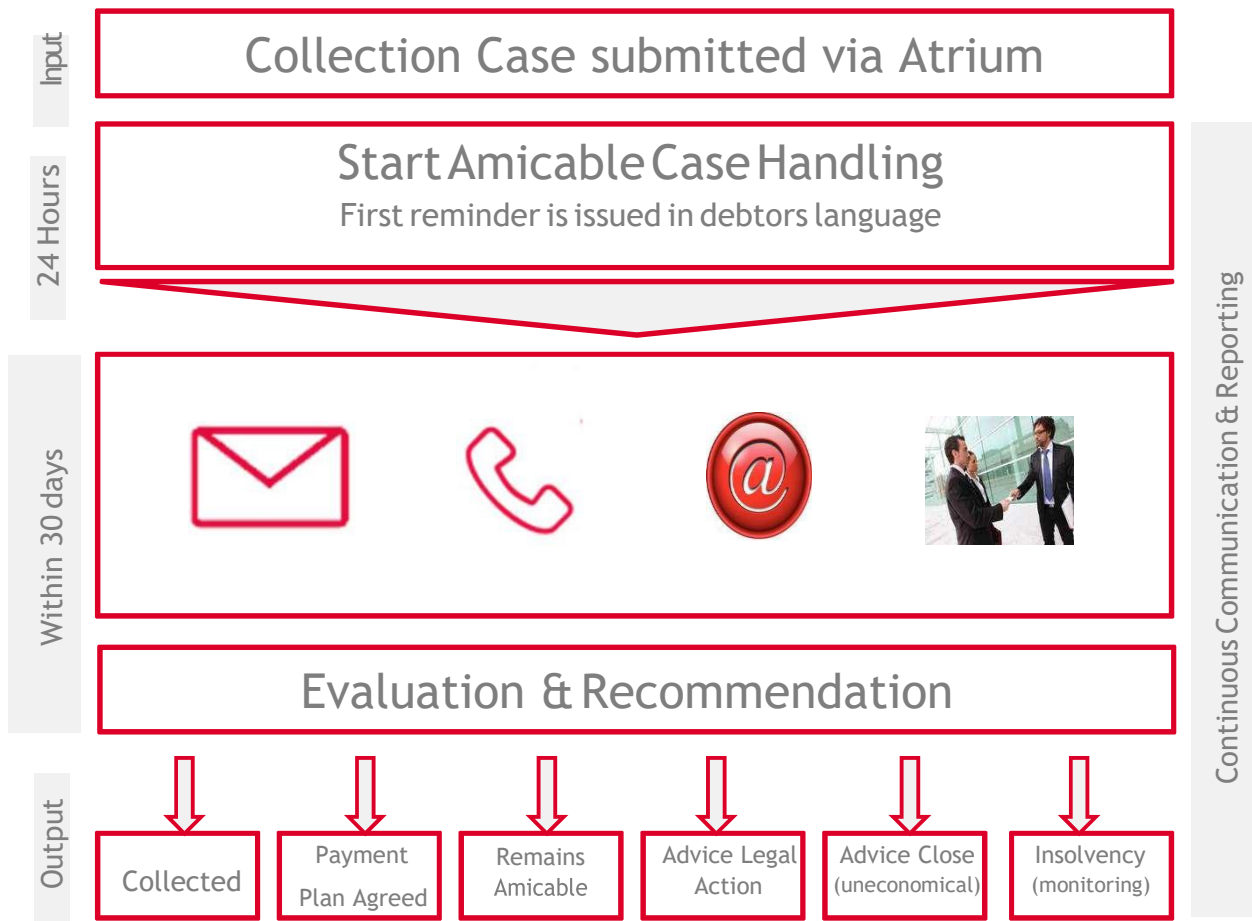 Input
Collection Case submitted via Atrium
24 Hours
Start Amicable Case Handling
First reminder is issued in debtors language
Within 30 days
@
Evaluation & Recommendation
Continuous Communication & Reporting
Output
Collected
Payment
Plan Agreed
Remains
Amicable
Advice Legal
Action
Advice Close
(uneconomical)
Insolvency
(monitoring)